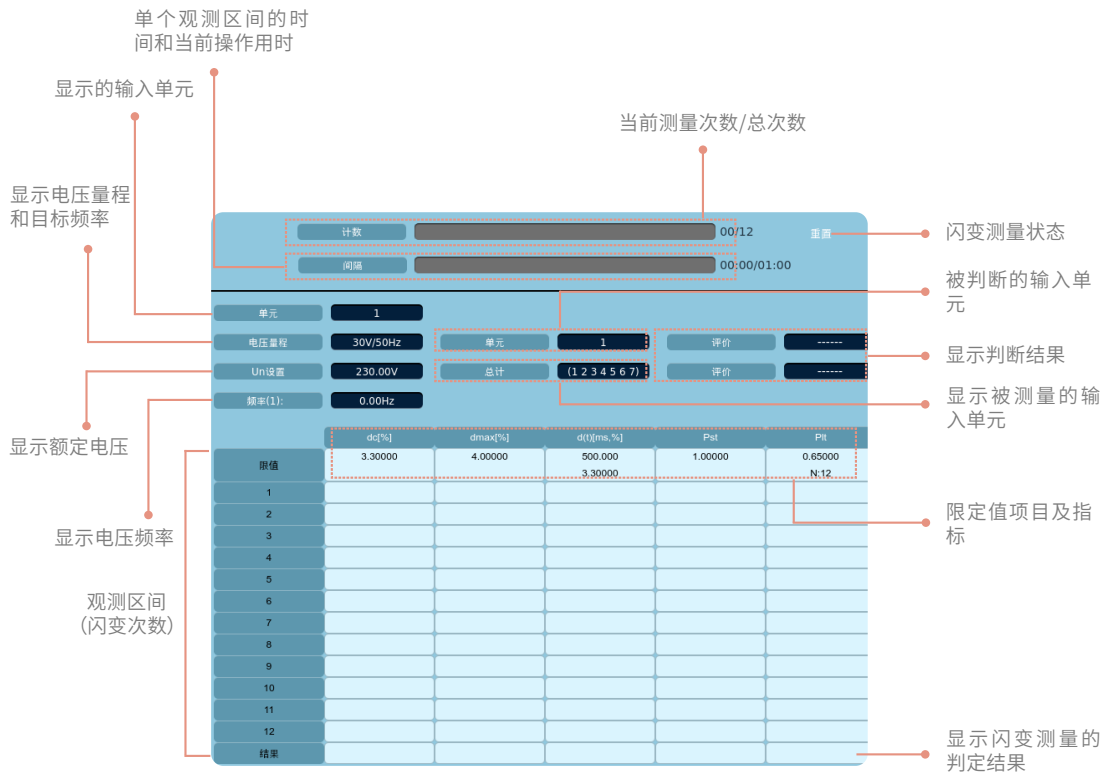 单个观测区间的时
间和当前操作用时
显示的输入单元
当前测量次数/总次数
显示电压量程
和目标频率
计数
00/12
重置
闪变测量状态
间隔
00:00/01:00
被判断的输入单
元
单元
1
电压量程
30V/50Hz
单元
1
评价
------
显示判断结果
Un设置
230.00V
总计
(1 2 3 4 5 6 7)
评价
------
显示被测量的输
入单元
频率(1):
0.00Hz
显示额定电压
dc[%]
dmax[%]
d(t)[ms,%]
Pst
Plt
限值
3.30000
4.00000
500.000
3.30000
1.00000
0.65000
N:12
限定值项目及指
标
显示电压频率
观测区间
（闪变次数）
1
2
3
4
5
6
7
8
9
10
11
12
结果
显示闪变测量的
判定结果